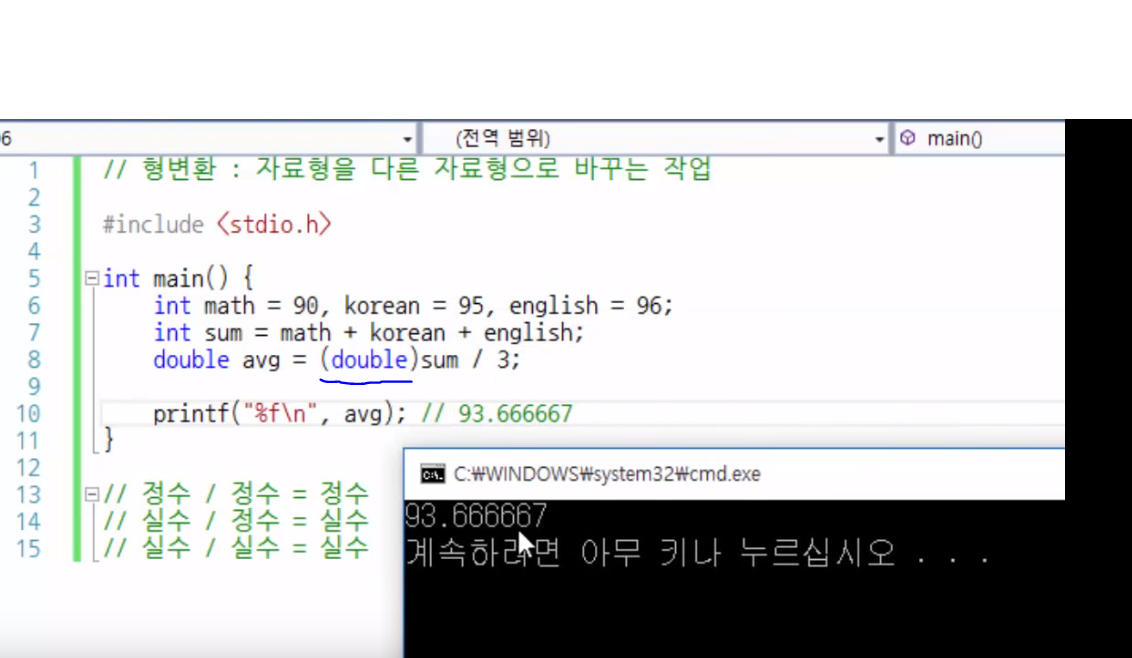 6 (전역 범위) main()
1 // 형변환 : 자료형을 다른 자료형으로 바꾸는 작업
2
3 #include <stdio.h>
4
5 int main() {
6 int math = 90, korean = 95, english = 96;
7 int sum = math + korean + english;
8 double avg = (double)sum / 3;
9
10 printf("%f\n", avg); // 93.666667
11 }
12
13 // 정수 / 정수 = 정수
14 // 실수 / 정수 = 실수
15 // 실수 / 실수 = 실수
C:\WINDOWS\system32\cmd.exe
93.666667
계속하려면 아무 키나 누르십시오 . . .